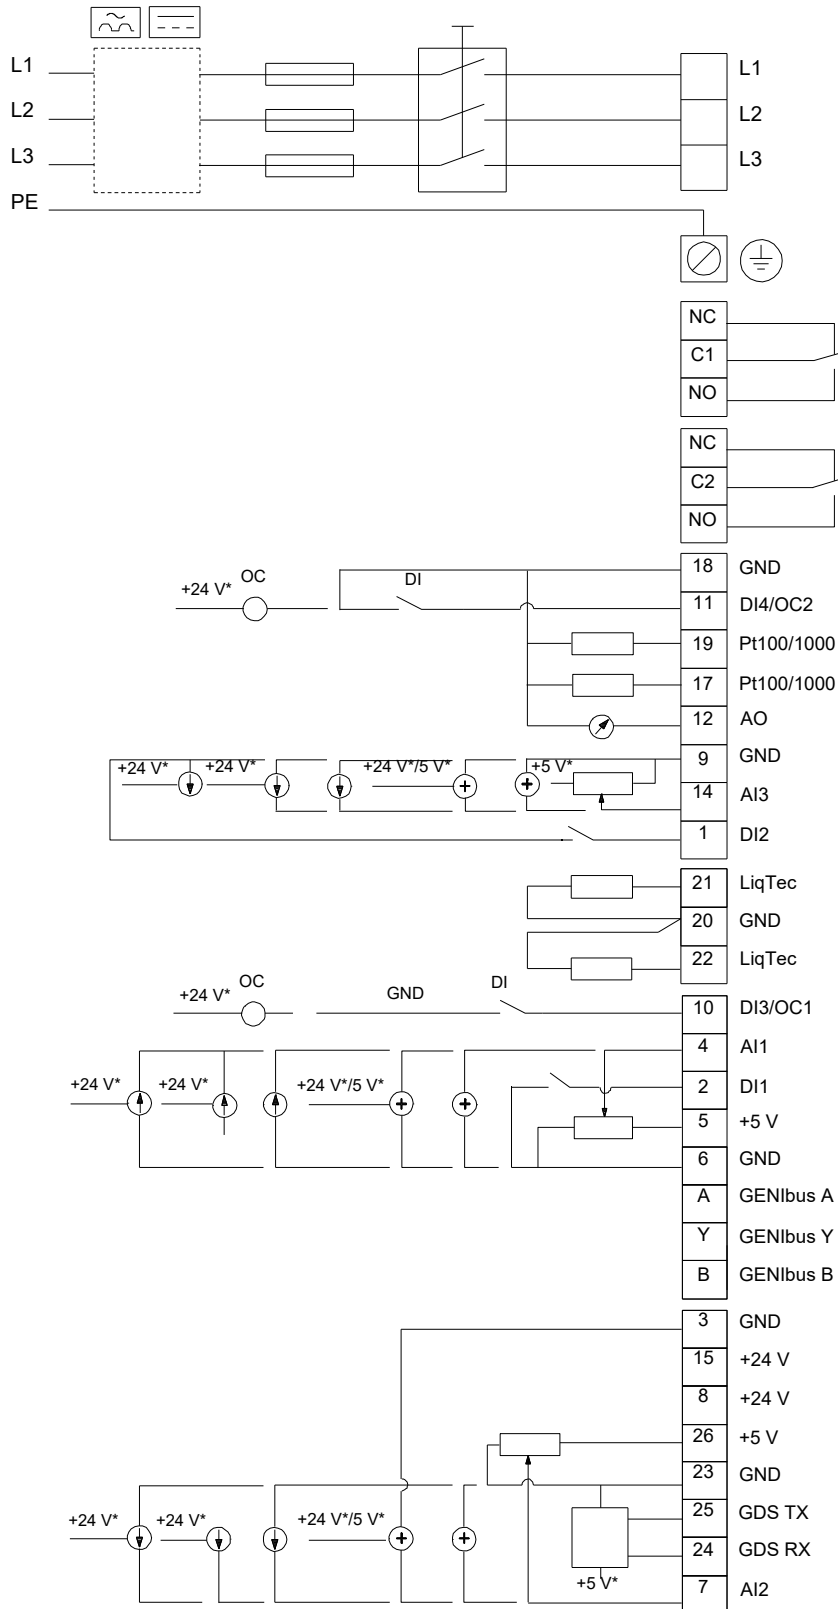 L1 L1
L2 L2
L3 L3
PE
NC
C1
NO
NC
C2
NO
18 GND
+24 V* OC DI 11 DI4/OC2
19 Pt100/1000
17 Pt100/1000
12 AO
9 GND
+24 V* +24 V* +24 V*/5 V* +5 V*
14 AI3
1 DI2
21 LiqTec
20 GND
22 LiqTec
+24 V* OC GND DI 10 DI3/OC1
4 AI1
+24 V* +24 V* +24 V*/5 V* 2 DI1
5 +5 V
6 GND
A GENIbus A
Y GENIbus Y
B GENIbus B
3 GND
15 +24 V
8 +24 V
26 +5 V
23 GND
25 GDS TX
+24 V* +24 V* +24 V*/5 V*
24 GDS RX
+5 V*
7 AI2